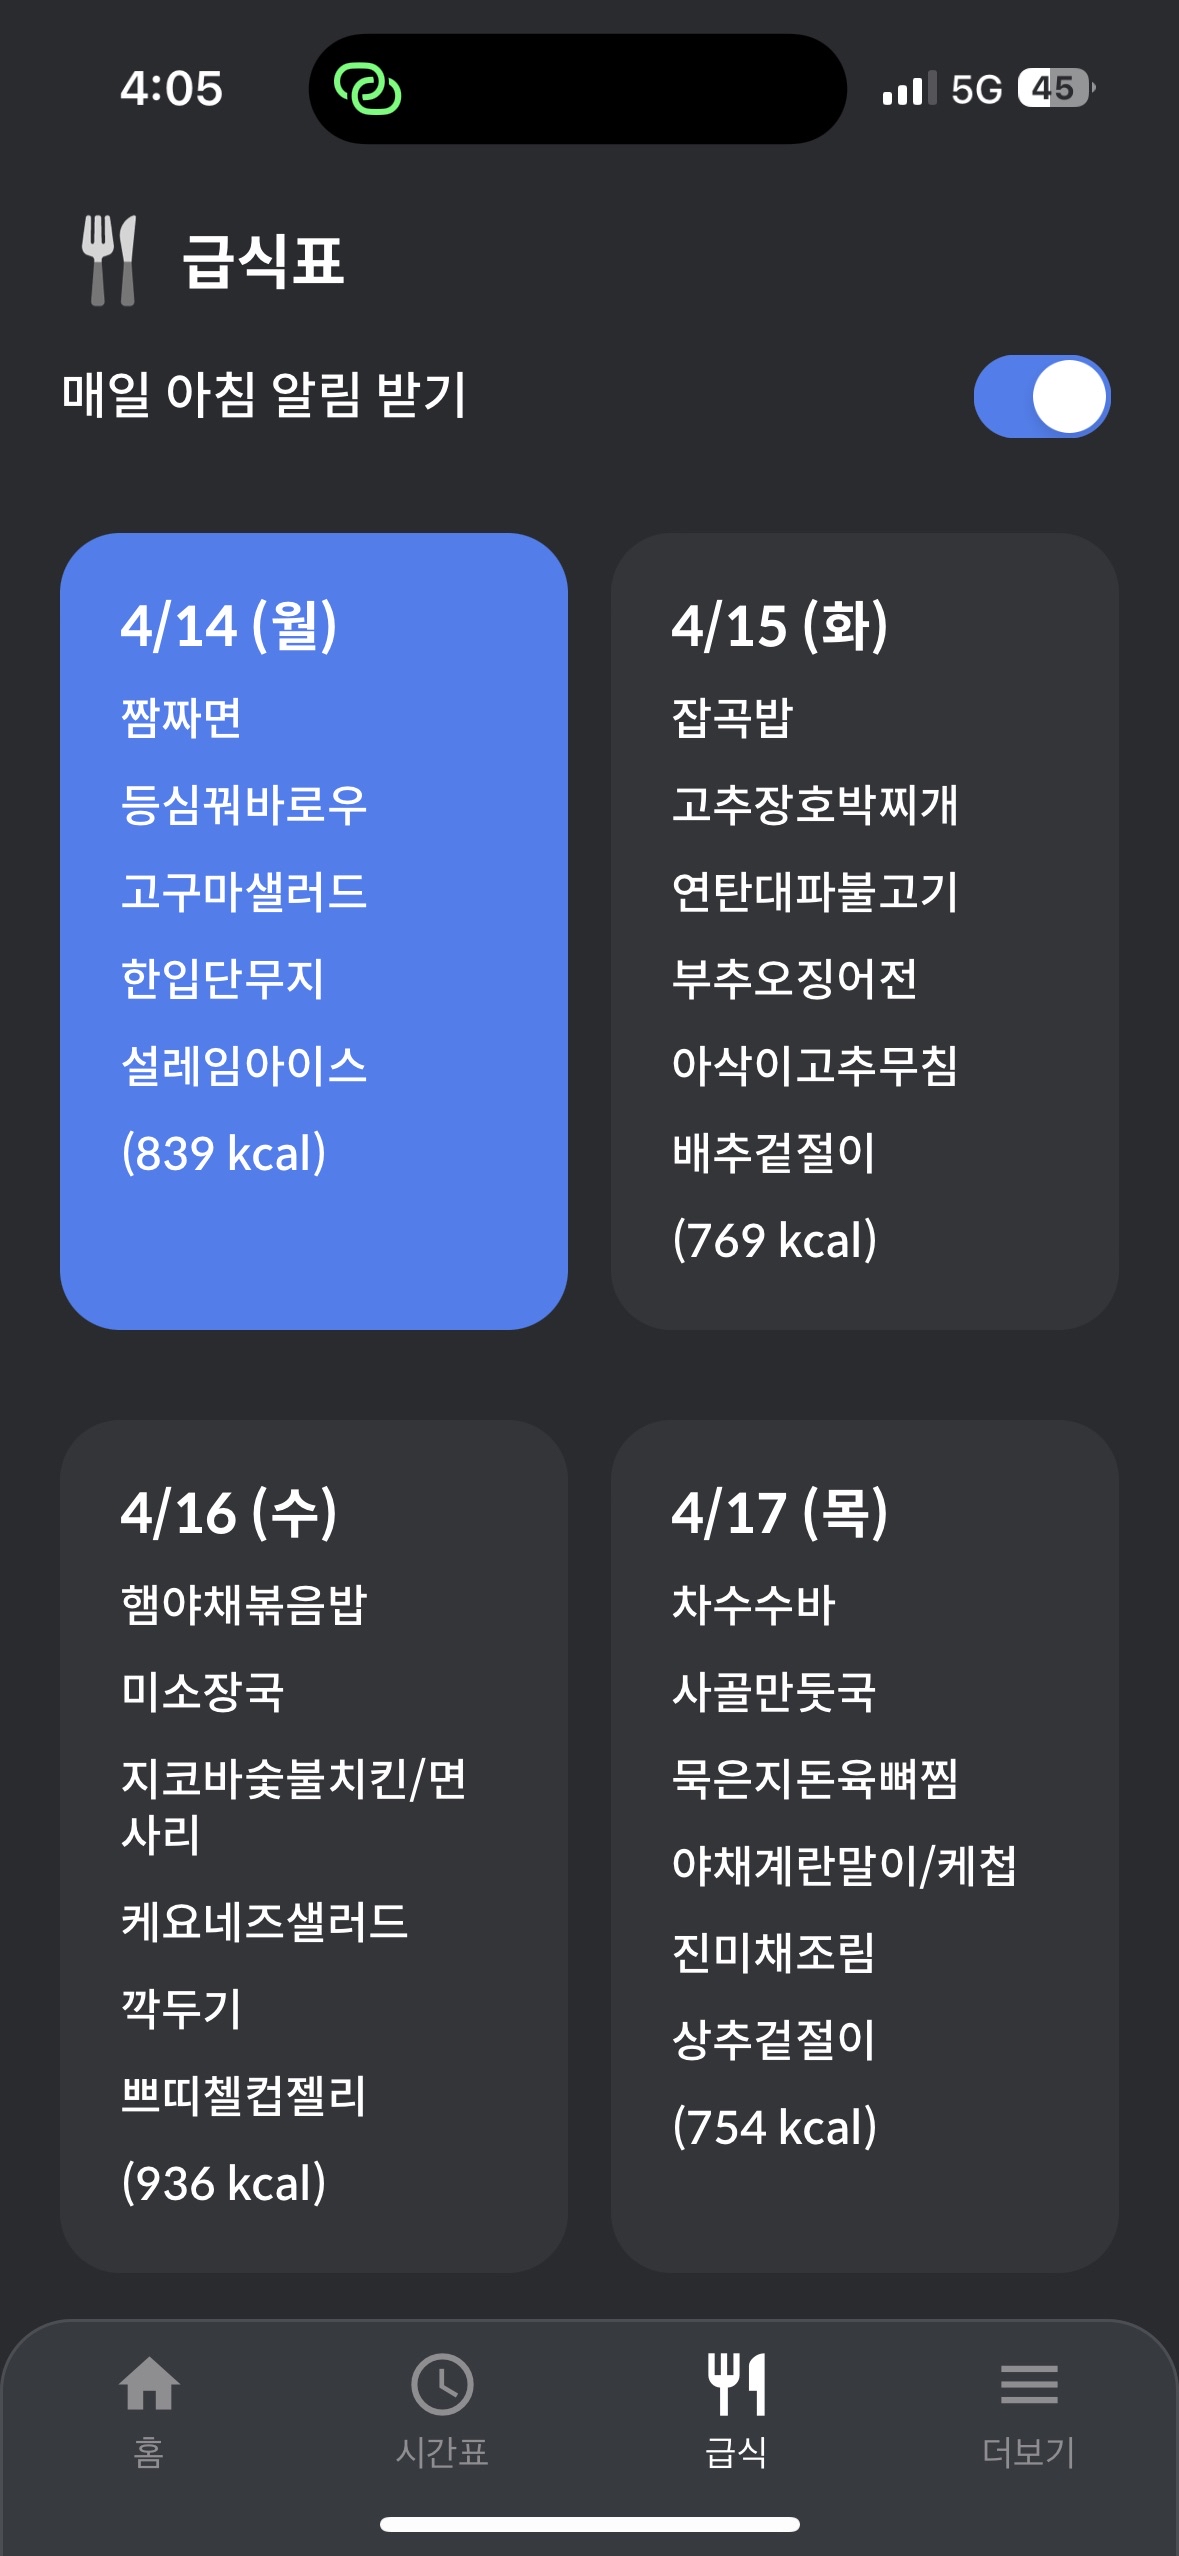 4:05
5G
45
급식표
매일 아침 알림 받기
4/14 (월)
짬짜면
등심꿔바로우
고구마샐러드
한입단무지
설레임아이스
(839 kcal)
4/15 (화)
잡곡밥
고추장호박찌개
연탄대파불고기
부추오징어전
아삭이고추무침
배추겉절이
(769 kcal)
4/16 (수)
햄야채볶음밥
미소장국
지코바숯불치킨/면
사리
케요네즈샐러드
깍두기
쁘띠첼컵젤리
(936 kcal)
4/17 (목)
차수수바
사골만둣국
묵은지돈육뼈찜
야채계란말이/케첩
진미채조림
상추겉절이
(754 kcal)
홈
시간표
급식
더보기